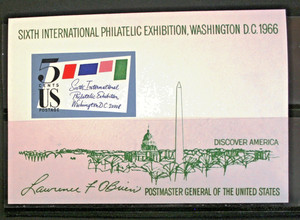 SIXTH INTERNATIONAL PHILATELIC EXHIBITION, WASHINGTON D.C. 1966
5
CENTS
US
POSTAGE
Sixth International
Philatelic Exhibition
Washington D.C. 20008
DISCOVER AMERICA
Lawrence F. O'Brien
POSTMASTER GENERAL OF THE UNITED STATES